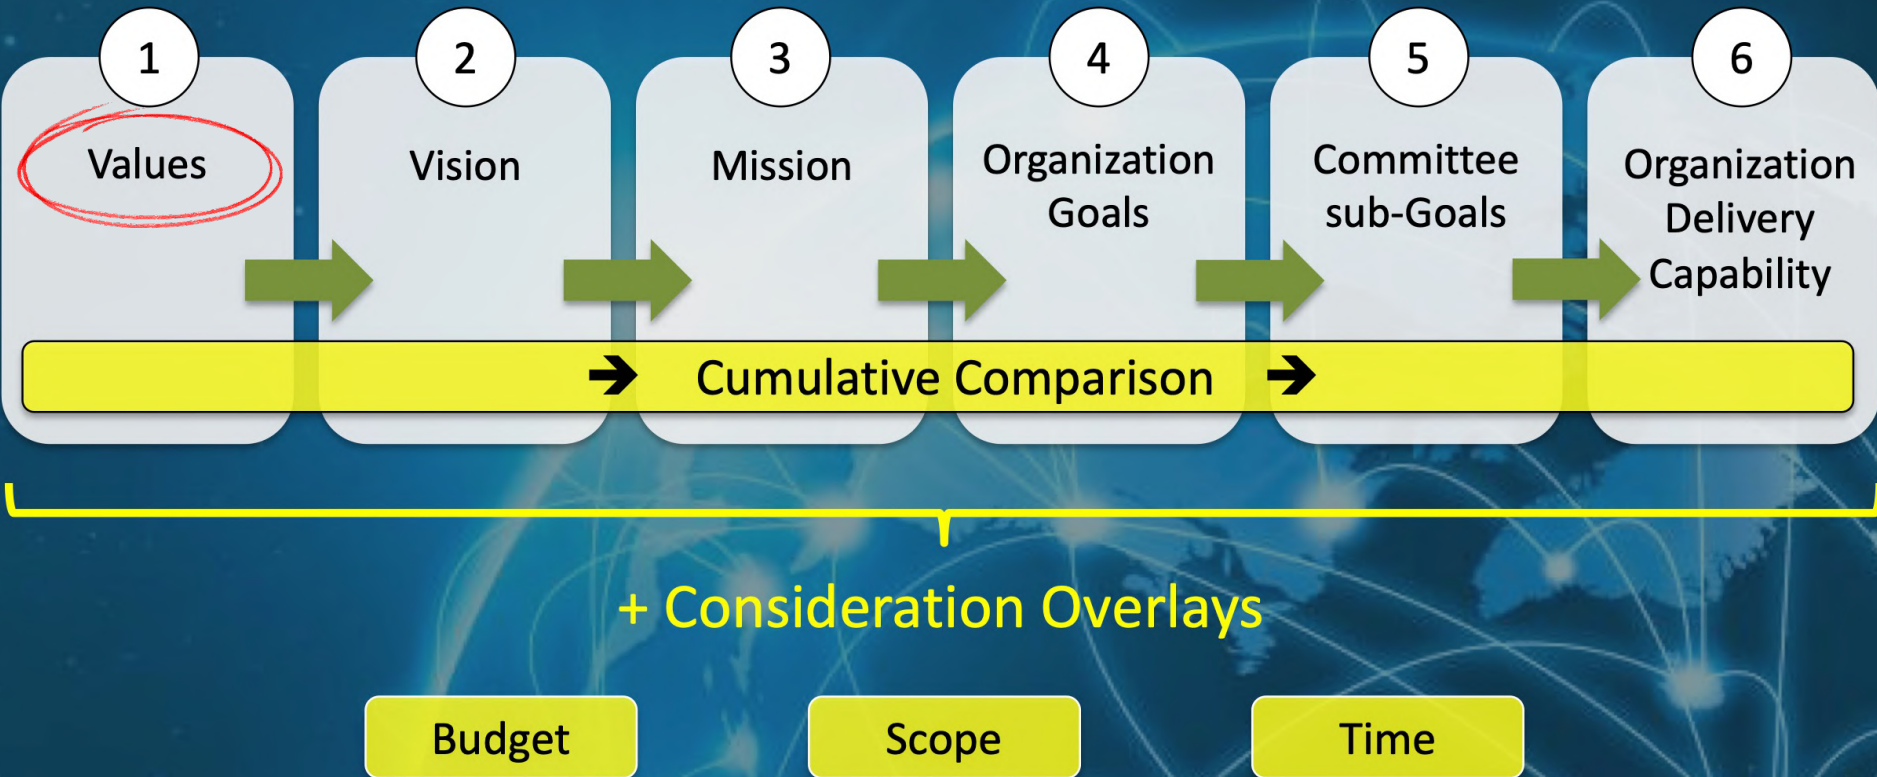 1
2
3
4
5
6
Values
Vision
Mission
Organization
Goals
Committee
sub-Goals
Organization
Delivery
Capability
➔ Cumulative Comparison ➔
+ Consideration Overlays
Budget
Scope
Time